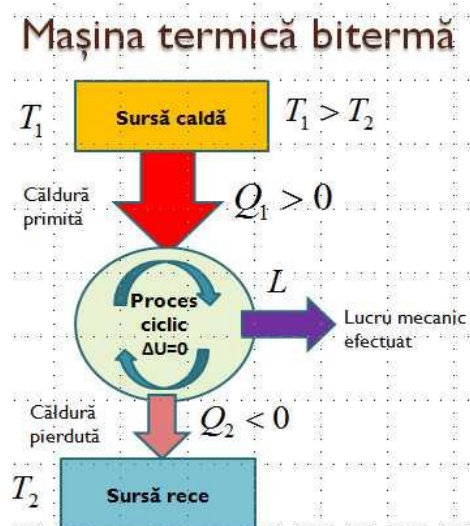 Mașina termică bitermă
T₁ Sursă caldă T₁ > T₂
Căldură
primită
Q₁ > 0
L
Proces
ciclic
ΔU=0
Lucru mecanic
efectuat
Căldură
pierdută
Q₂ < 0
T₂ Sursă rece